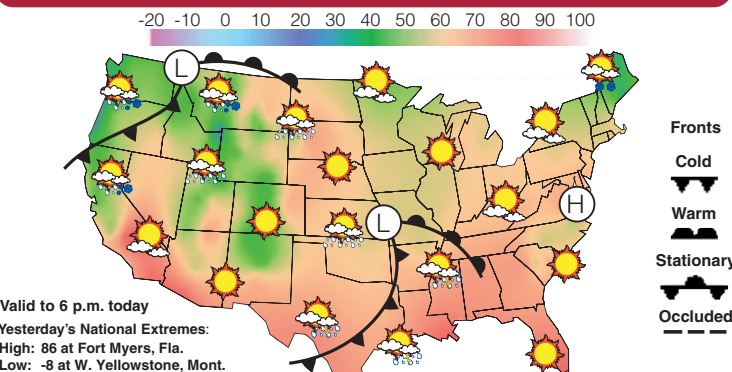 -20 -10 0 10 20 30 40 50 60 70 80 90 100
L
L
H
Fronts
Cold
Warm
Stationary
Occluded
Valid to 6 p.m. today
Yesterday's National Extremes:
High: 86 at Fort Myers, Fla.
Low: -8 at W. Yellowstone, Mont.